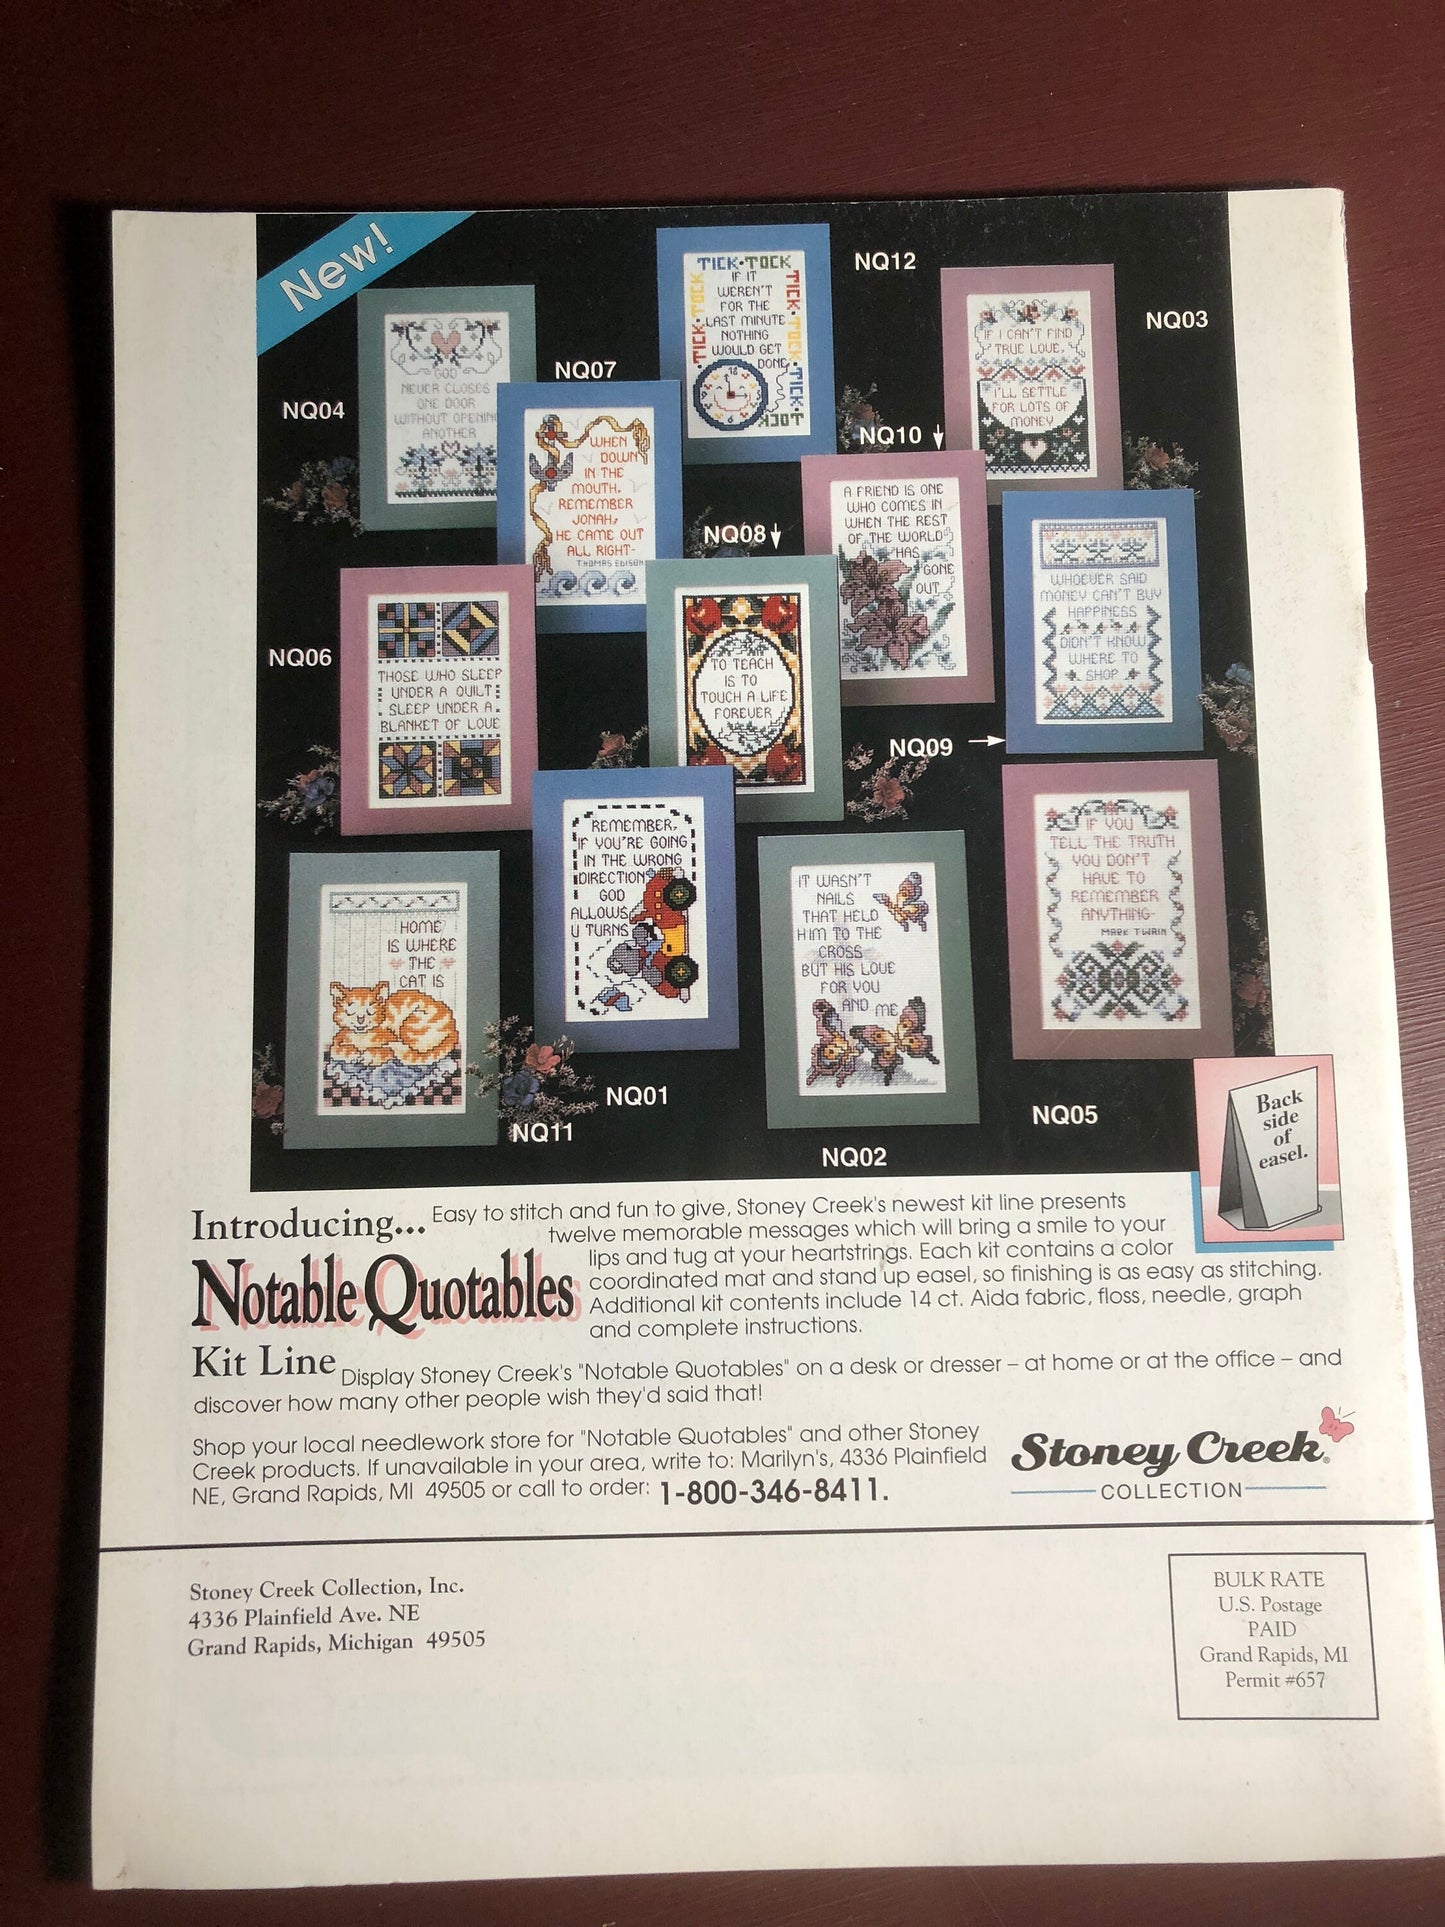 New!
NQ04
GOD
NEVER CLOSES
ONE DOOR
WITHOUT OPENING
ANOTHER
NQ07
WHEN
DOWN
IN THE
MOUTH,
REMEMBER
JONAH,
HE CAME OUT
ALL RIGHT-
THOMAS EDISON
NQ12
TICK·TOCK
TICK·TOCK
TICK·TOCK·TICK·TOCK
IF IT
WEREN'T
FOR THE
LAST MINUTE
NOTHING
WOULD GET
DONE
NQ03
IF I CAN'T FIND
TRUE LOVE,
I'LL SETTLE
FOR LOTS OF
MONEY
NQ10
A FRIEND IS ONE
WHO COMES IN
WHEN THE REST
OF THE WORLD
HAS
GONE
OUT
NQ06
THOSE WHO SLEEP
UNDER A QUILT
SLEEP UNDER A
BLANKET OF LOVE
NQ08
TO TEACH
IS TO
TOUCH A LIFE
FOREVER
NQ09
WHOEVER SAID
MONEY CAN'T BUY
HAPPINESS
DIDN'T KNOW
WHERE TO
SHOP
HOME
IS WHERE
THE
CAT IS
NQ11
REMEMBER,
IF YOU'RE GOING
IN THE WRONG
DIRECTION
GOD
ALLOWS
U TURNS
NQ01
IT WASN'T
NAILS
THAT HELD
HIM TO THE
CROSS
BUT HIS LOVE
FOR YOU
AND ME
NQ02
IF YOU
TELL THE TRUTH
YOU DON'T
HAVE TO
REMEMBER
ANYTHING-
MARK TWAIN
NQ05
Back
side
of
easel.
Introducing...
Notable Quotables
Kit Line
Easy to stitch and fun to give, Stoney Creek's newest kit line presents
twelve memorable messages which will bring a smile to your
lips and tug at your heartstrings. Each kit contains a color
coordinated mat and stand up easel, so finishing is as easy as stitching.
Additional kit contents include 14 ct. Aida fabric, floss, needle, graph
and complete instructions.
Display Stoney Creek's "Notable Quotables" on a desk or dresser – at home or at the office – and
discover how many other people wish they'd said that!
Shop your local needlework store for "Notable Quotables" and other Stoney
Creek products. If unavailable in your area, write to: Marilyn's, 4336 Plainfield
NE, Grand Rapids, MI 49505 or call to order: 1-800-346-8411.
Stoney Creek®
COLLECTION
Stoney Creek Collection, Inc.
4336 Plainfield Ave. NE
Grand Rapids, Michigan 49505
BULK RATE
U.S. Postage
PAID
Grand Rapids, MI
Permit #657